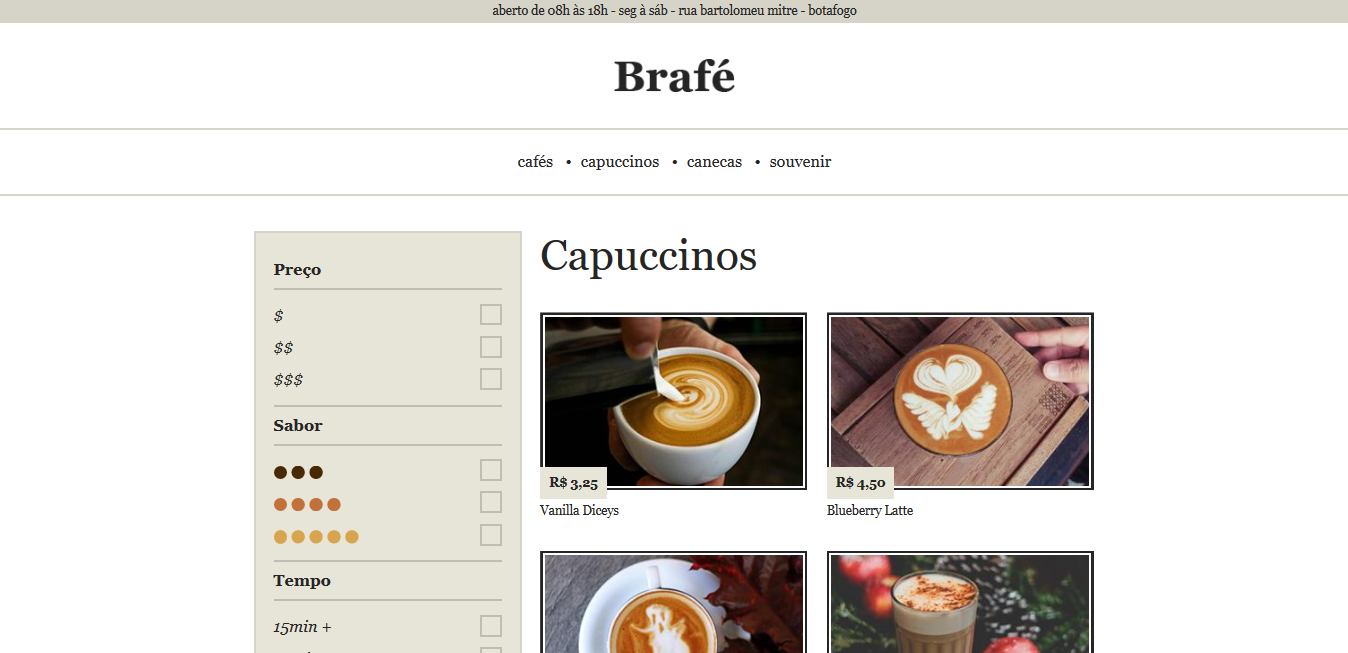 aberto de 08h às 18h - seg à sáb - rua bartolomeu mitre - botafogo
Brafé
cafés • capuccinos • canecas • souvenir
Preço
$
$$
$$$
Sabor
Tempo
15min +
Capuccinos
R$ 3,25
Vanilla Diceys
R$ 4,50
Blueberry Latte